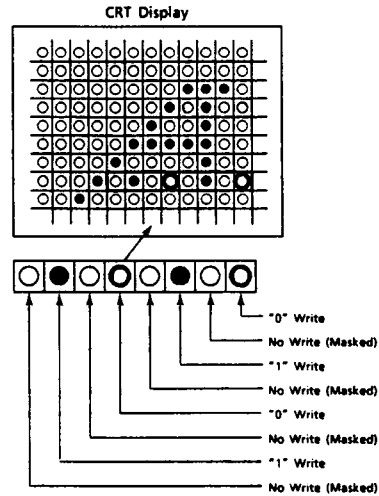 CRT Display
"0" Write
No Write (Masked)
"1" Write
No Write (Masked)
"0" Write
No Write (Masked)
"1" Write
No Write (Masked)